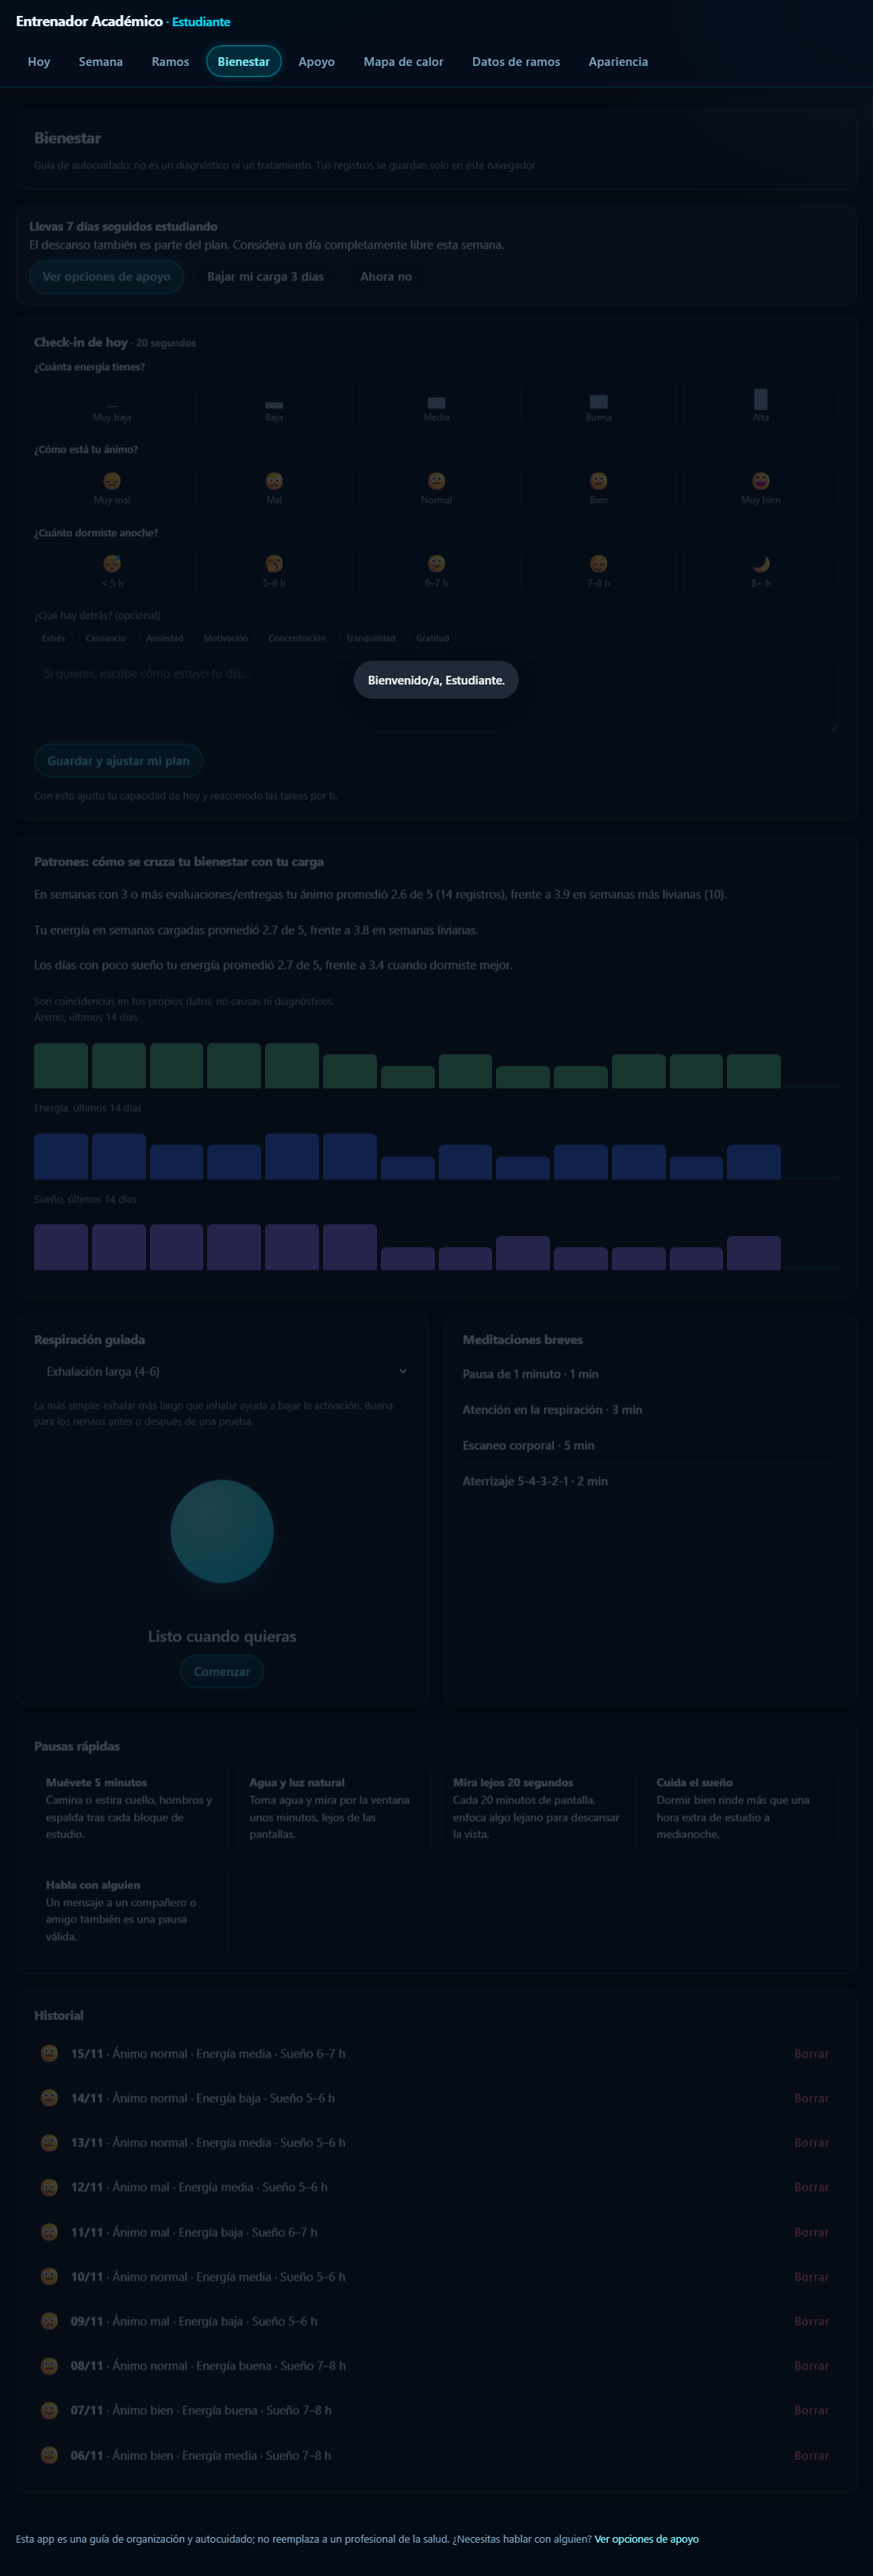 Entrenador Académico · Estudiante
Hoy
Semana
Ramos
Bienestar
Apoyo
Mapa de calor
Datos de ramos
Apariencia
Bienestar
Guía de autocuidado: no es un diagnóstico ni un tratamiento. Tus registros se guardan solo en este navegador.
Llevas 7 días seguidos estudiando
El descanso también es parte del plan. Considera un día completamente libre esta semana.
Ver opciones de apoyo
Bajar mi carga 3 días
Ahora no
Check-in de hoy · 20 segundos
¿Cuánta energía tienes?
Muy baja
Baja
Media
Buena
Alta
¿Cómo está tu ánimo?
Muy mal
Mal
Normal
Bien
Muy bien
¿Cuánto dormiste anoche?
< 5 h
5–6 h
6–7 h
7–8 h
8+ h
¿Qué hay detrás? (opcional)
Estrés
Cansancio
Ansiedad
Motivación
Concentración
Tranquilidad
Gratitud
Si quieres, escribe cómo estuvo tu día...
Bienvenido/a, Estudiante.
Guardar y ajustar mi plan
Con esto ajusto tu capacidad de hoy y reacomodo las tareas por ti.
Patrones: cómo se cruza tu bienestar con tu carga
En semanas con 3 o más evaluaciones/entregas tu ánimo promedió 2.6 de 5 (14 registros), frente a 3.9 en semanas más livianas (10).
Tu energía en semanas cargadas promedió 2.7 de 5, frente a 3.8 en semanas livianas.
Los días con poco sueño tu energía promedió 2.7 de 5, frente a 3.4 cuando dormiste mejor.
Son coincidencias en tus propios datos, no causas ni diagnósticos.
Ánimo, últimos 14 días
Energía, últimos 14 días
Sueño, últimos 14 días
Respiración guiada
Exhalación larga (4-6)
La más simple: exhalar más largo que inhalar ayuda a bajar la activación. Buena
para los nervios antes o después de una prueba.
Listo cuando quieras
Comenzar
Meditaciones breves
Pausa de 1 minuto · 1 min
Atención en la respiración · 3 min
Escaneo corporal · 5 min
Aterrizaje 5-4-3-2-1 · 2 min
Pausas rápidas
Muévete 5 minutos
Camina o estira cuello, hombros y
espalda tras cada bloque de
estudio.
Agua y luz natural
Toma agua y mira por la ventana
unos minutos, lejos de las
pantallas.
Mira lejos 20 segundos
Cada 20 minutos de pantalla,
enfoca algo lejano para descansar
la vista.
Cuida el sueño
Dormir bien rinde más que una
hora extra de estudio a
medianoche.
Habla con alguien
Un mensaje a un compañero o
amigo también es una pausa
válida.
Historial
15/11 · Ánimo normal · Energía media · Sueño 6–7 h
Borrar
14/11 · Ánimo normal · Energía baja · Sueño 5–6 h
Borrar
13/11 · Ánimo normal · Energía media · Sueño 5–6 h
Borrar
12/11 · Ánimo mal · Energía media · Sueño 5–6 h
Borrar
11/11 · Ánimo mal · Energía baja · Sueño 6–7 h
Borrar
10/11 · Ánimo normal · Energía media · Sueño 5–6 h
Borrar
09/11 · Ánimo mal · Energía baja · Sueño 5–6 h
Borrar
08/11 · Ánimo normal · Energía buena · Sueño 7–8 h
Borrar
07/11 · Ánimo bien · Energía buena · Sueño 7–8 h
Borrar
06/11 · Ánimo bien · Energía media · Sueño 7–8 h
Borrar
Esta app es una guía de organización y autocuidado; no reemplaza a un profesional de la salud. ¿Necesitas hablar con alguien? Ver opciones de apoyo